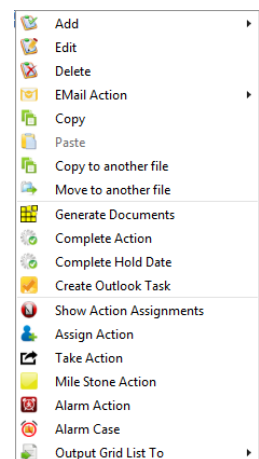 Add
Edit
Delete
EMail Action
Copy
Paste
Copy to another file
Move to another file
Generate Documents
Complete Action
Complete Hold Date
Create Outlook Task
Show Action Assignments
Assign Action
Take Action
Mile Stone Action
Alarm Action
Alarm Case
Output Grid List To